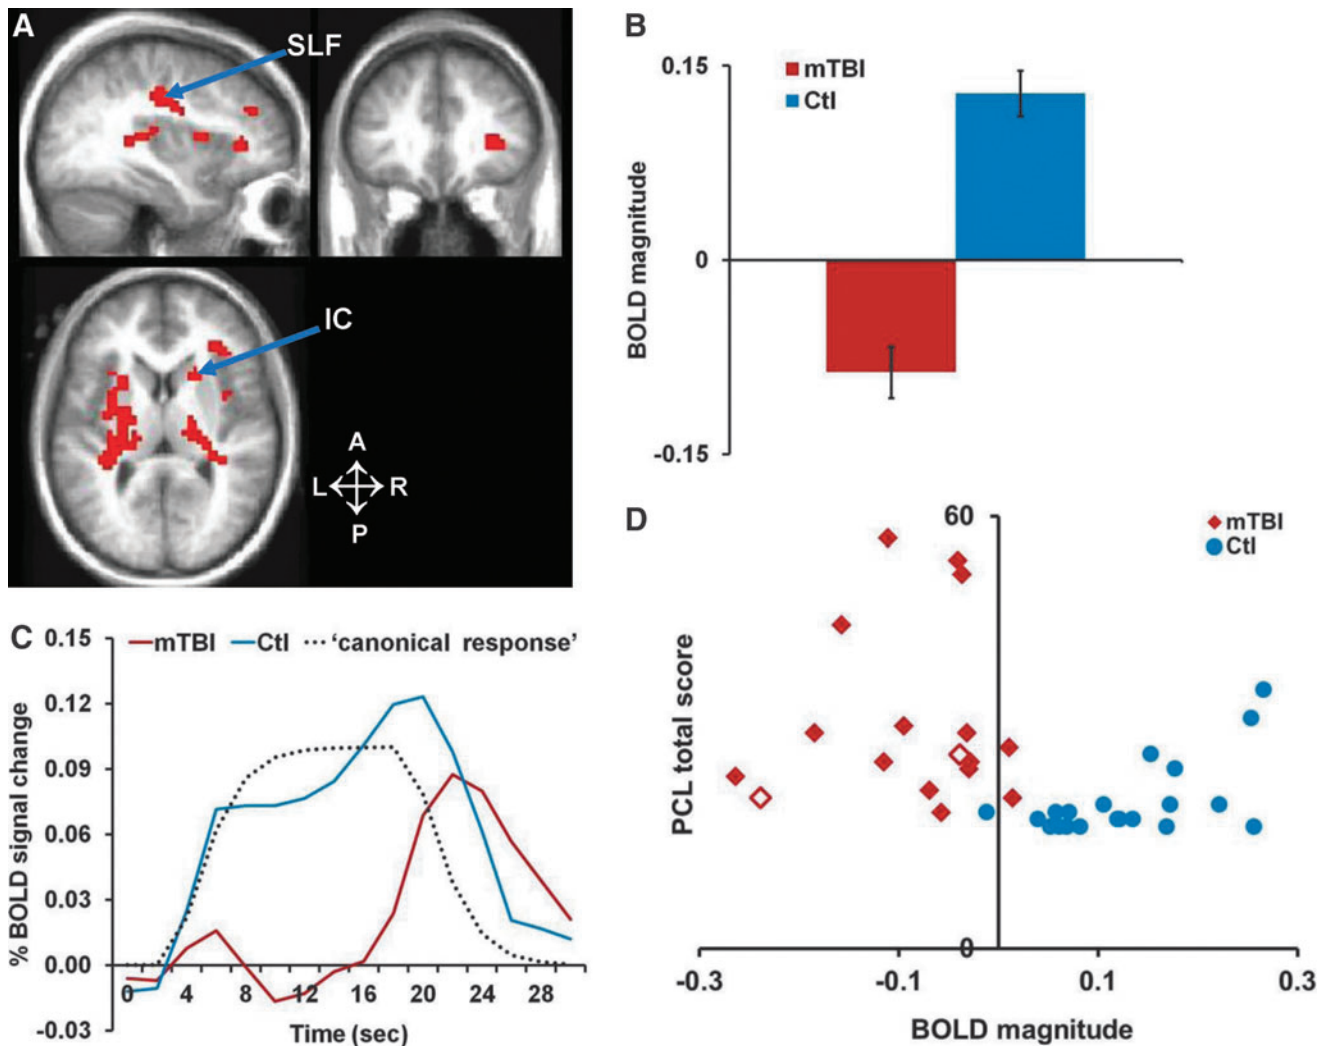 A
SLF
IC
A
L R
P
B
mTBI
Ctl
BOLD magnitude
0.15
0
-0.15
C
mTBI Ctl 'canonical response'
% BOLD signal change
0.15
0.12
0.09
0.06
0.03
0.00
-0.03
0 4 8 12 16 20 24 28
Time (sec)
D
mTBI
Ctl
PCL total score
60
0
-0.3 -0.1 0.1 0.3
BOLD magnitude